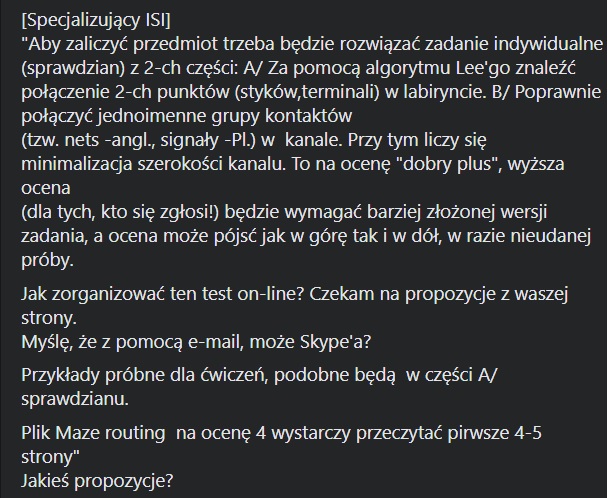 [Specjalizujący ISI]
"Aby zaliczyć przedmiot trzeba będzie rozwiązać zadanie indywidualne
(sprawdzian) z 2-ch części: A/ Za pomocą algorytmu Lee'go znaleźć
połączenie 2-ch punktów (styków,terminali) w labiryncie. B/ Poprawnie
połączyć jednoimenne grupy kontaktów
(tzw. nets -angl., signały -Pl.) w  kanale. Przy tym liczy się
minimalizacja szerokości kanalu. To na ocenę "dobry plus", wyższa
ocena
(dla tych, kto się zgłosi!) będzie wymagać barziej złożonej wersji
zadania, a ocena może pójsć jak w górę tak i w dół, w razie nieudanej
próby.
Jak zorganizować ten test on-line? Czekam na propozycje z waszej
strony.
Myślę, że z pomocą e-mail, może Skype'a?
Przykłady próbne dla ćwiczeń, podobne będą  w części A/
sprawdzianu.
Plik Maze routing  na ocenę 4 wystarczy przeczytać pirwsze 4-5
strony"
Jakieś propozycje?